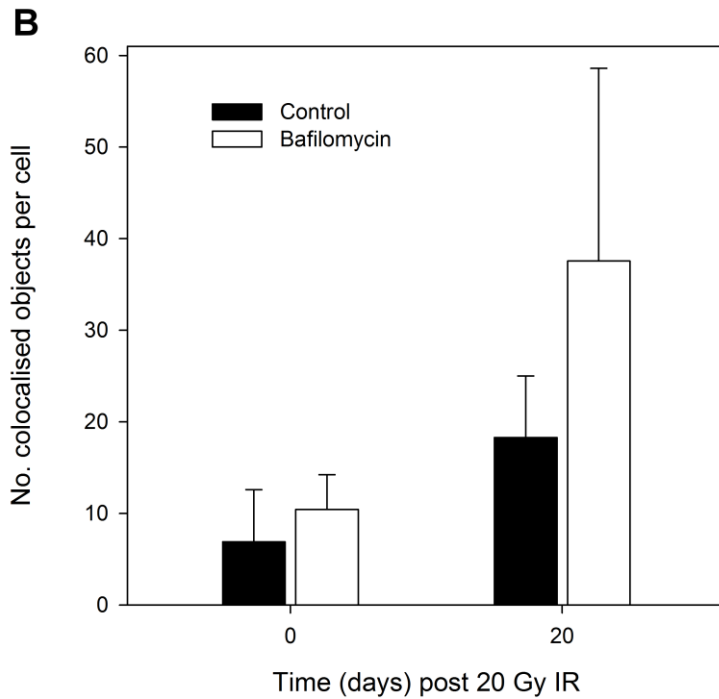 B
No. colocalised objects per cell
60
50
40
30
20
10
0
Control
Bafilomycin
0
20
Time (days) post 20 Gy IR